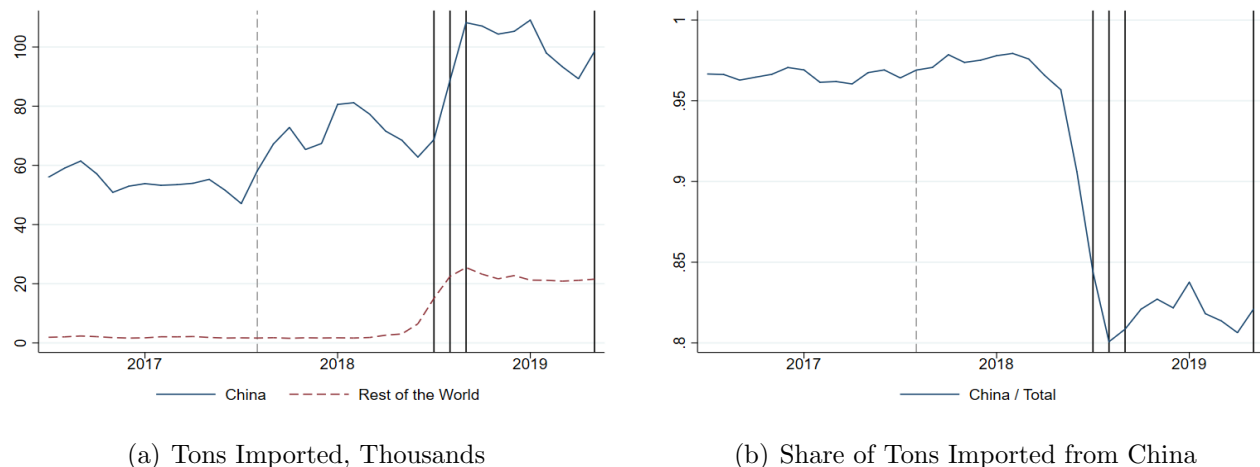 100
80
60
40
20
0
2017 2018 2019
China Rest of the World
(a) Tons Imported, Thousands
1
.95
.9
.85
.8
2017 2018 2019
China / Total
(b) Share of Tons Imported from China